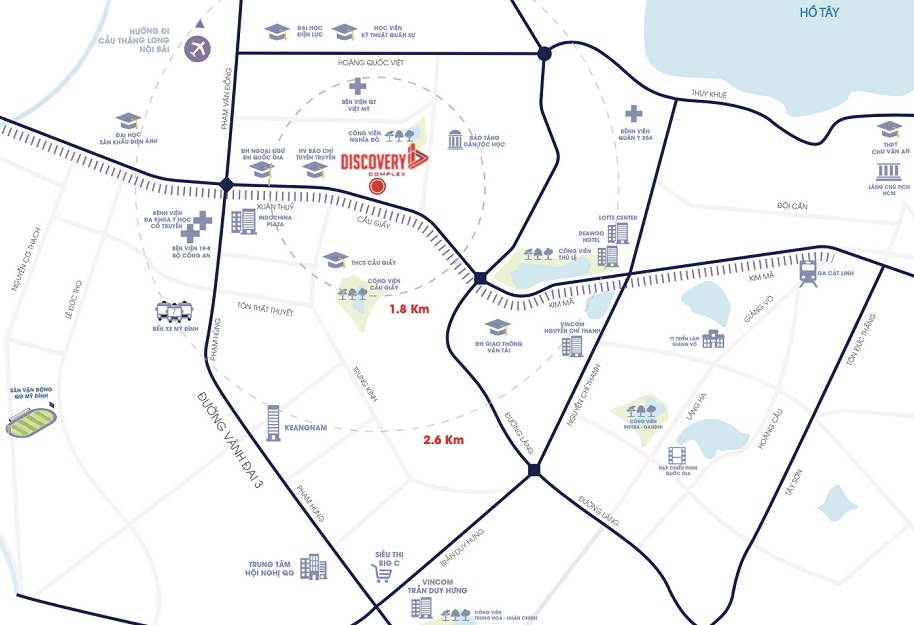 HỒ TÂY
HƯỚNG ĐI
CẦU THĂNG LONG
NỘI BÀI
ĐẠI HỌC
ĐIỆN LỰC
HỌC VIỆN
KỸ THUẬT QUÂN SỰ
HOÀNG QUỐC VIỆT
PHẠM VĂN ĐỒNG
THỤY KHUÊ
BỆNH VIỆN QT
VIỆT MỸ
BỆNH VIỆN
QUÂN Y 354
ĐẠI HỌC
SÂN KHẤU ĐIỆN ẢNH
CÔNG VIÊN
NGHĨA ĐÔ
BẢO TÀNG
DÂN TỘC HỌC
THPT
CHU VĂN AN
ĐH NGOẠI NGỮ
ĐH QUỐC GIA
HV BÁO CHÍ
TUYÊN TRUYỀN
DISCOVERY
COMPLEX
LĂNG CHỦ TỊCH
HCM
XUÂN THUỶ
CẦU GIẤY
ĐỘI CẤN
BỆNH VIỆN
ĐA KHOA Y HỌC
CỔ TRUYỀN
INDOCHINA
PLAZA
BỆNH VIỆN 19-8
BỘ CÔNG AN
LOTTE CENTER
DEAWOO
HOTEL
CÔNG VIÊN
THỦ LỆ
NGUYỄN CƠ THẠCH
LÊ ĐỨC THỌ
THCS CẦU GIẤY
CÔNG VIÊN
CẦU GIẤY
KIM MÃ
KIM MÃ
GA CÁT LINH
TÔN THẤT THUYẾT
1.8 Km
BẾN XE MỸ ĐÌNH
PHẠM HÙNG
ĐH GIAO THÔNG
VẬN TẢI
VINCOM
NGUYỄN CHÍ THANH
GIẢNG VÕ
TT TRIỂN LÃM
GIẢNG VÕ
TÔN ĐỨC THẮNG
TRUNG KÍNH
NGUYỄN CHÍ THANH
SÂN VẬN ĐỘNG
QG MỸ ĐÌNH
ĐƯỜNG VÀNH ĐAI 3
KEANGNAM
2.6 Km
ĐƯỜNG LÁNG
CÔNG VIÊN
INDIRA - GANDHI
LÁNG HẠ
HOÀNG CẦU
RẠP CHIẾU PHIM
QUỐC GIA
TÂY SƠN
PHẠM HÙNG
ĐƯỜNG LÁNG
TRẦN DUY HƯNG
TRUNG TÂM
HỘI NGHỊ QG
SIÊU THỊ
BIG C
VINCOM
TRẦN DUY HƯNG
CÔNG VIÊN
TRUNG HOÀ - NHÂN CHÍNH